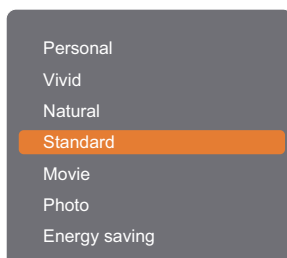 Personal
Vivid
Natural
Standard
Movie
Photo
Energy saving